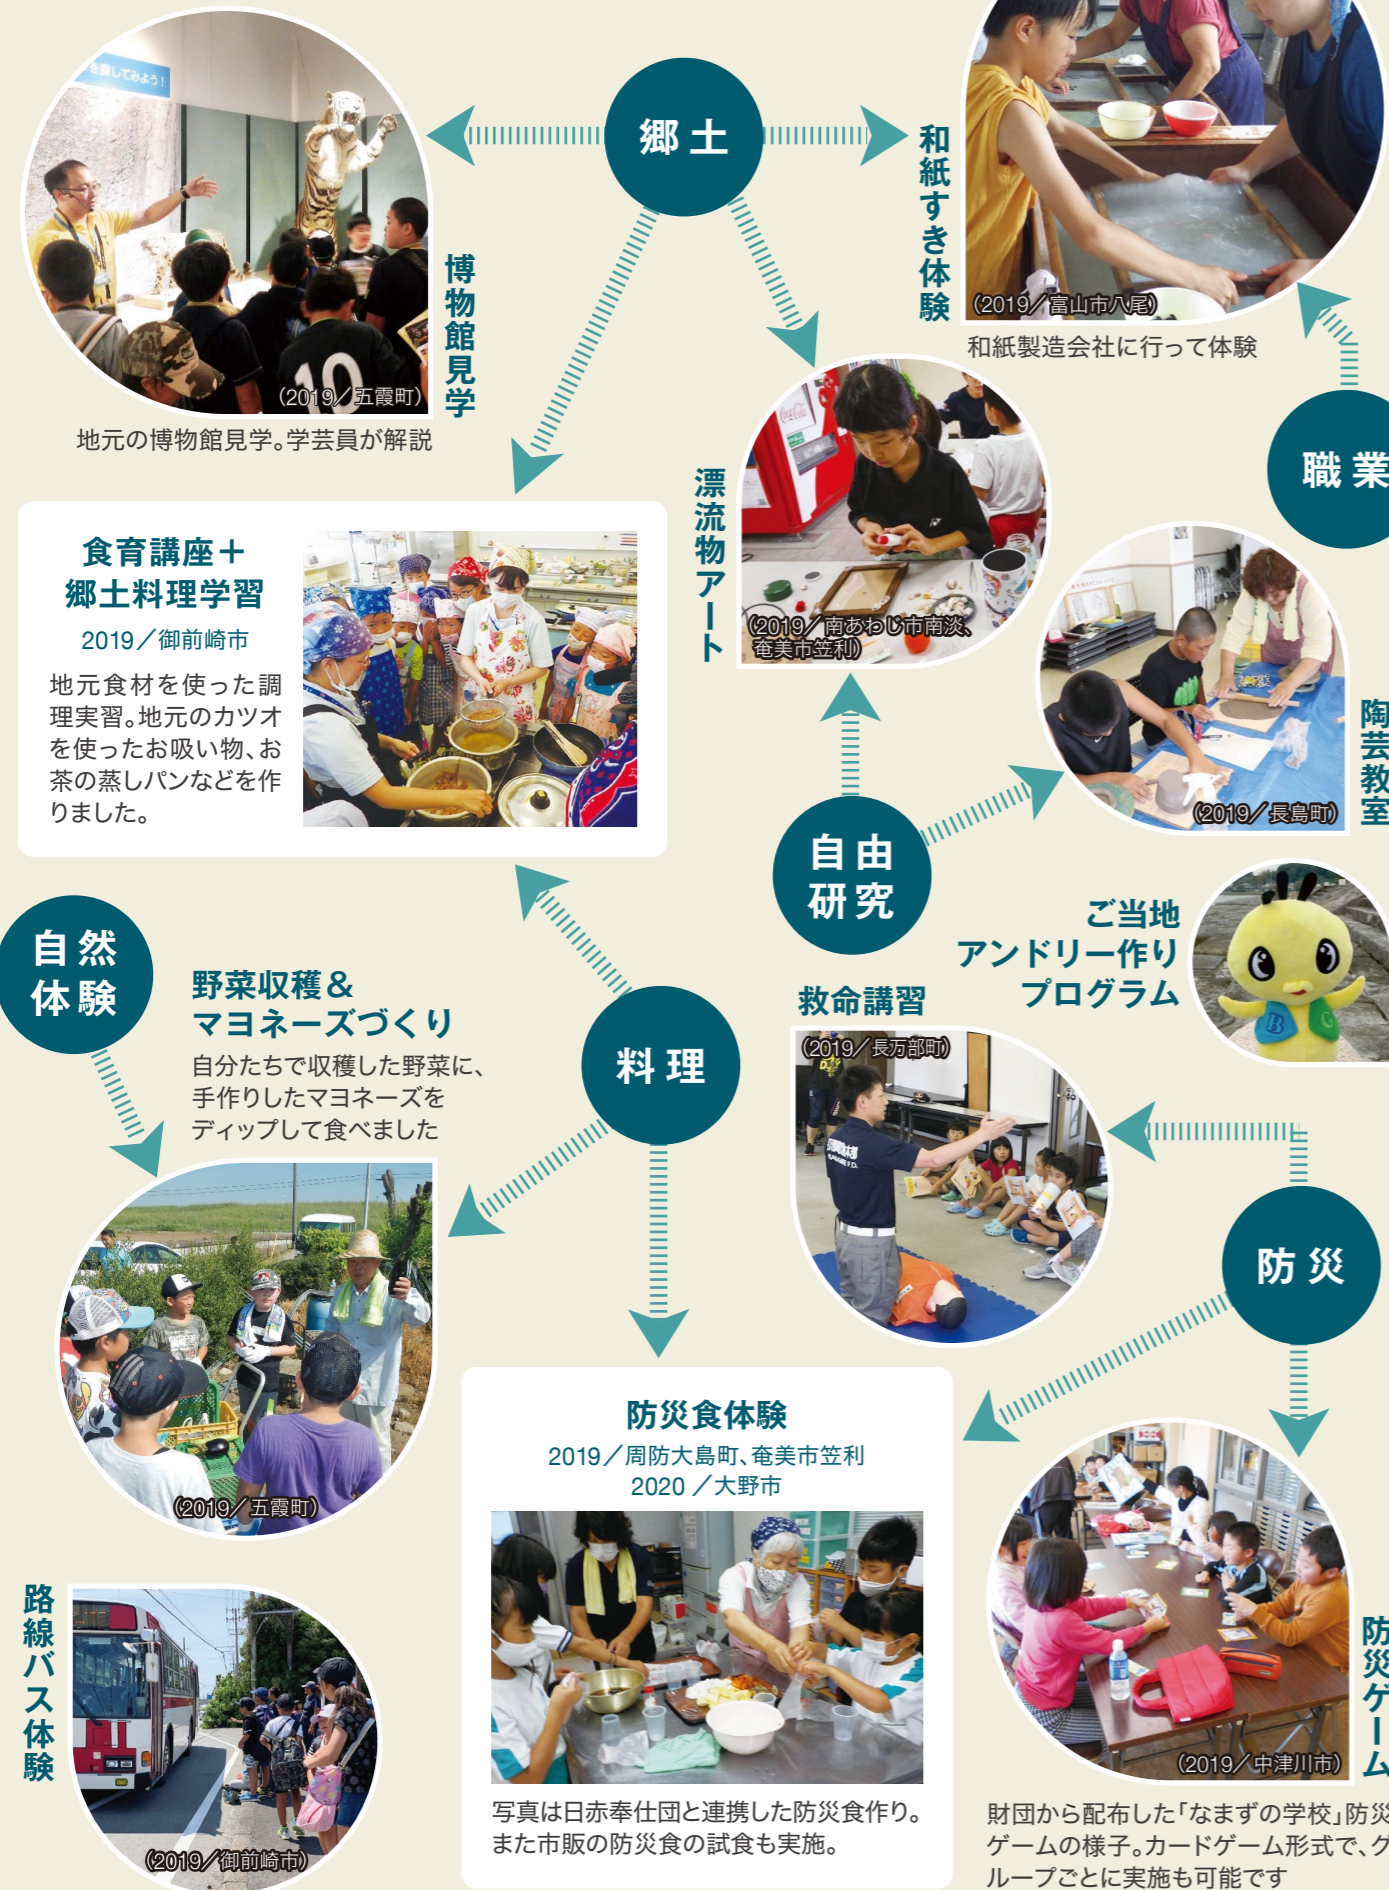 を探してみよう!
10
(2019／五霞町)
博物館見学
地元の博物館見学。学芸員が解説
郷土
和紙すき体験
(2019／富山市八尾)
和紙製造会社に行って体験
職業
食育講座＋
郷土料理学習
2019／御前崎市
地元食材を使った調
理実習。地元のカツオ
を使ったお吸い物、お
茶の蒸しパンなどを作
りました。
漂流物アート
Coca-Cola
(2019／南あわじ市南淡、
奄美市笠利)
陶芸教室
(2019／長島町)
自由
研究
ご当地
アンドリー作り
プログラム
B
G
自然
体験
野菜収穫＆
マヨネーズづくり
自分たちで収穫した野菜に、
手作りしたマヨネーズを
ディップして食べました
(2019／五霞町)
料理
救命講習
(2019／長万部町)
防災
防災食体験
2019／周防大島町、奄美市笠利
2020／大野市
写真は日赤奉仕団と連携した防災食作り。
また市販の防災食の試食も実施。
路線バス体験
(2019／御前崎市)
防災ゲーム
(2019／中津川市)
財団から配布した「なまずの学校」防災
ゲームの様子。カードゲーム形式で、グ
ループごとに実施も可能です